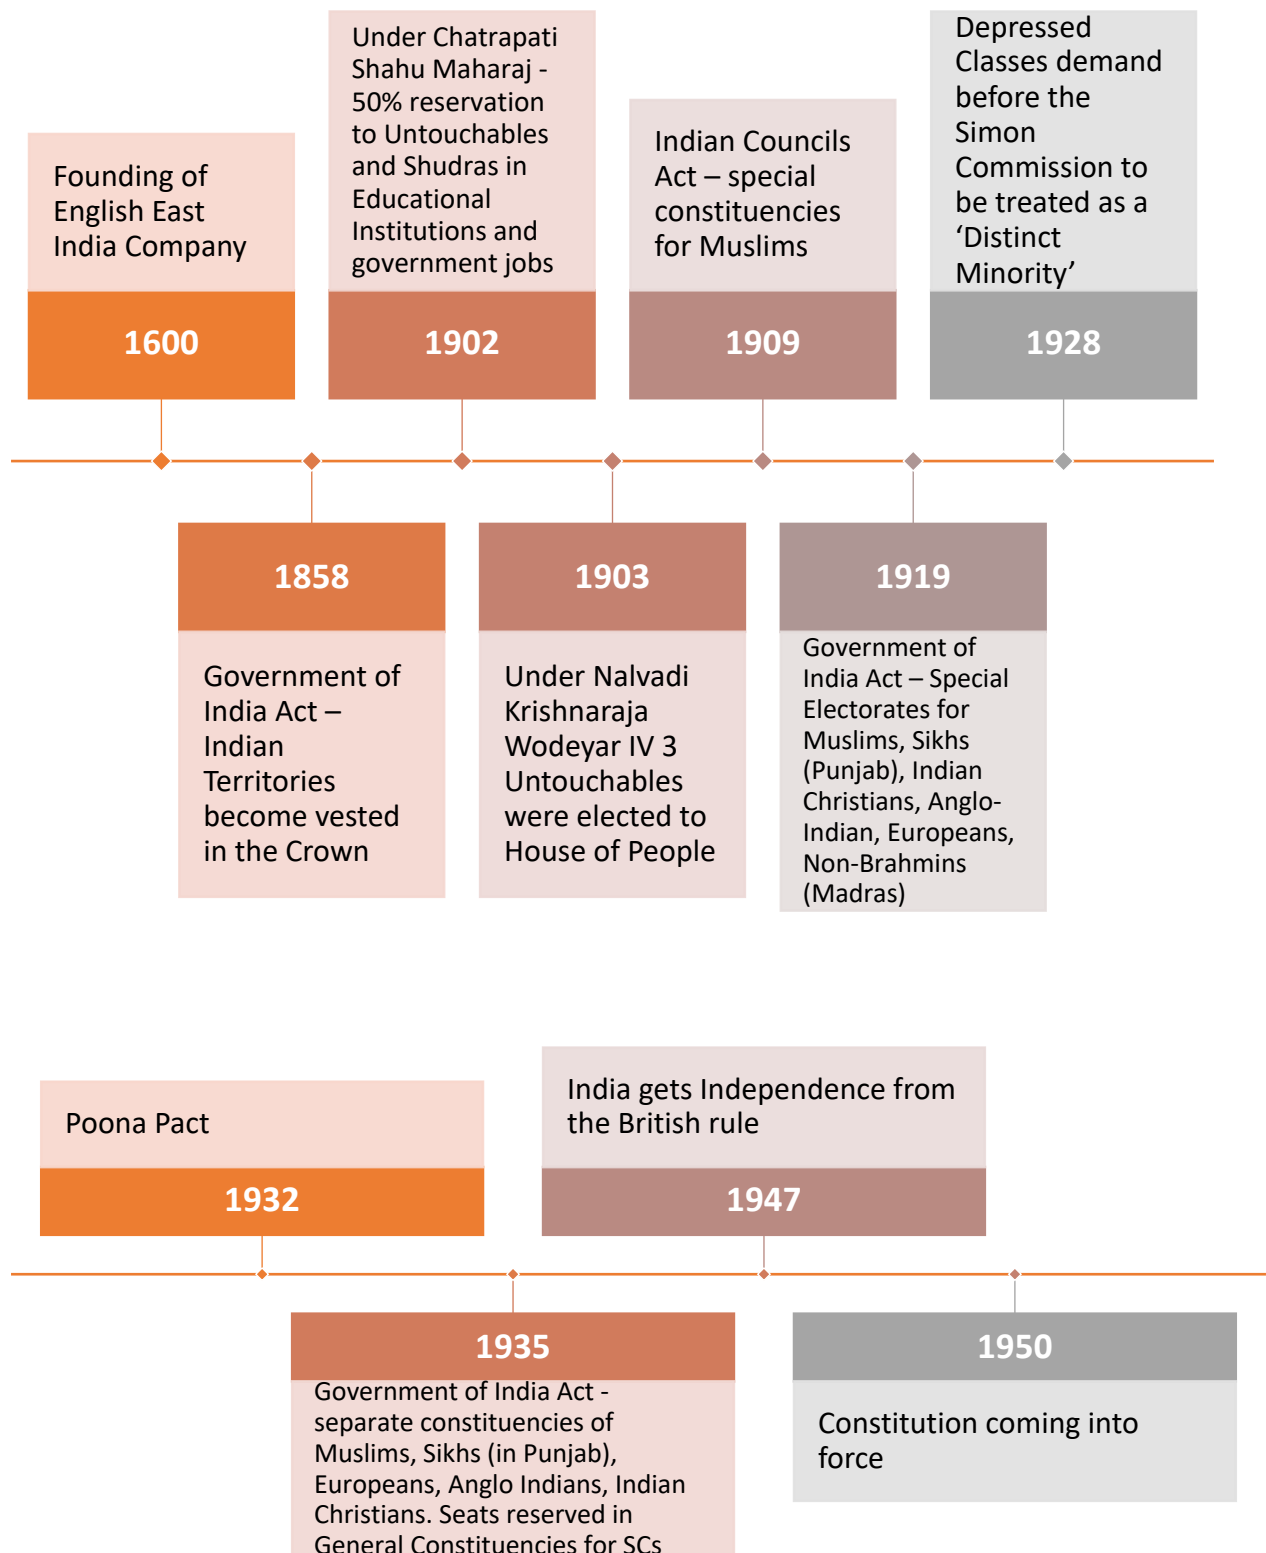 Founding of
English East
India Company
1600
1858
Government of
India Act –
Indian
Territories
become vested
in the Crown
Under Chatrapati
Shahu Maharaj -
50% reservation
to Untouchables
and Shudras in
Educational
Institutions and
government jobs
1902
1903
Under Nalvadi
Krishnaraja
Wodeyar IV 3
Untouchables
were elected to
House of People
Indian Councils
Act – special
constituencies
for Muslims
1909
1919
Government of
India Act – Special
Electorates for
Muslims, Sikhs
(Punjab), Indian
Christians, Anglo-
Indian, Europeans,
Non-Brahmins
(Madras)
Depressed
Classes demand
before the
Simon
Commission to
be treated as a
‘Distinct
Minority’
1928
Poona Pact
1932
1935
Government of India Act -
separate constituencies of
Muslims, Sikhs (in Punjab),
Europeans, Anglo Indians, Indian
Christians. Seats reserved in
General Constituencies for SCs
India gets Independence from
the British rule
1947
1950
Constitution coming into
force